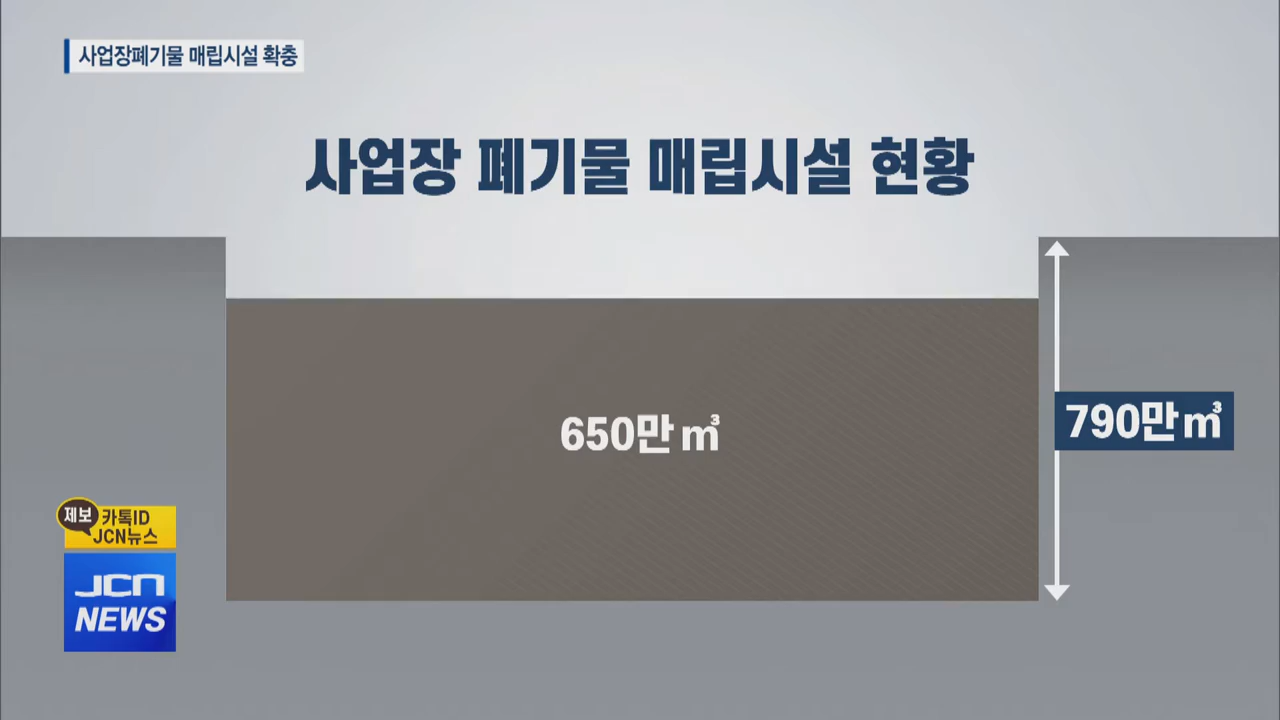 사업장폐기물 매립시설 확충
사업장 폐기물 매립시설 현황
650만㎥
790만㎥
제보
카톡ID
JCN뉴스
JCN
NEWS